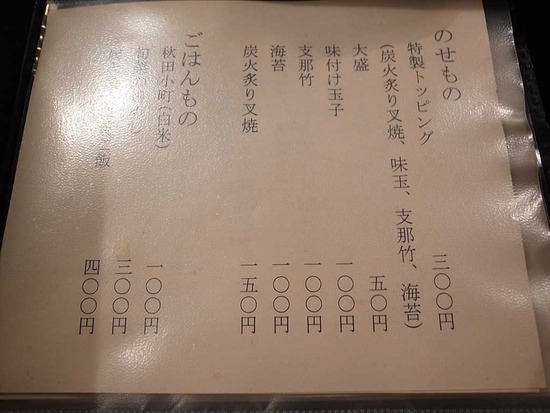 のせもの
特製トッピング 三〇〇円
(炭火炙り叉焼、味玉、支那竹、海苔)
大盛 五〇円
味付け玉子 一〇〇円
支那竹 一〇〇円
海苔 一〇〇円
炭火炙り叉焼 一五〇円
ごはんもの
秋田小町(白米) 一〇〇円
三〇〇円
飯 四〇〇円